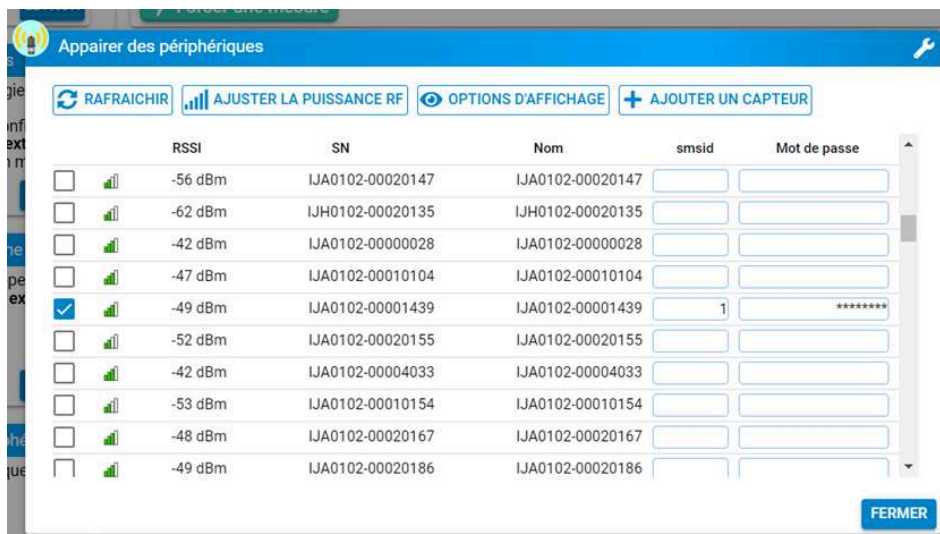 Forcer une mesure
Appairer des périphériques
RAFRAICHIR AJUSTER LA PUISSANCE RF OPTIONS D'AFFICHAGE AJOUTER UN CAPTEUR
RSSI SN Nom smsid Mot de passe
-56 dBm IJA0102-00020147 IJA0102-00020147
-62 dBm IJH0102-00020135 IJH0102-00020135
-42 dBm IJA0102-00000028 IJA0102-00000028
-47 dBm IJA0102-00010104 IJA0102-00010104
-49 dBm IJA0102-00001439 IJA0102-00001439 1 ********
-52 dBm IJA0102-00020155 IJA0102-00020155
-42 dBm IJA0102-00004033 IJA0102-00004033
-53 dBm IJA0102-00010154 IJA0102-00010154
-48 dBm IJA0102-00020167 IJA0102-00020167
-49 dBm IJA0102-00020186 IJA0102-00020186
FERMER